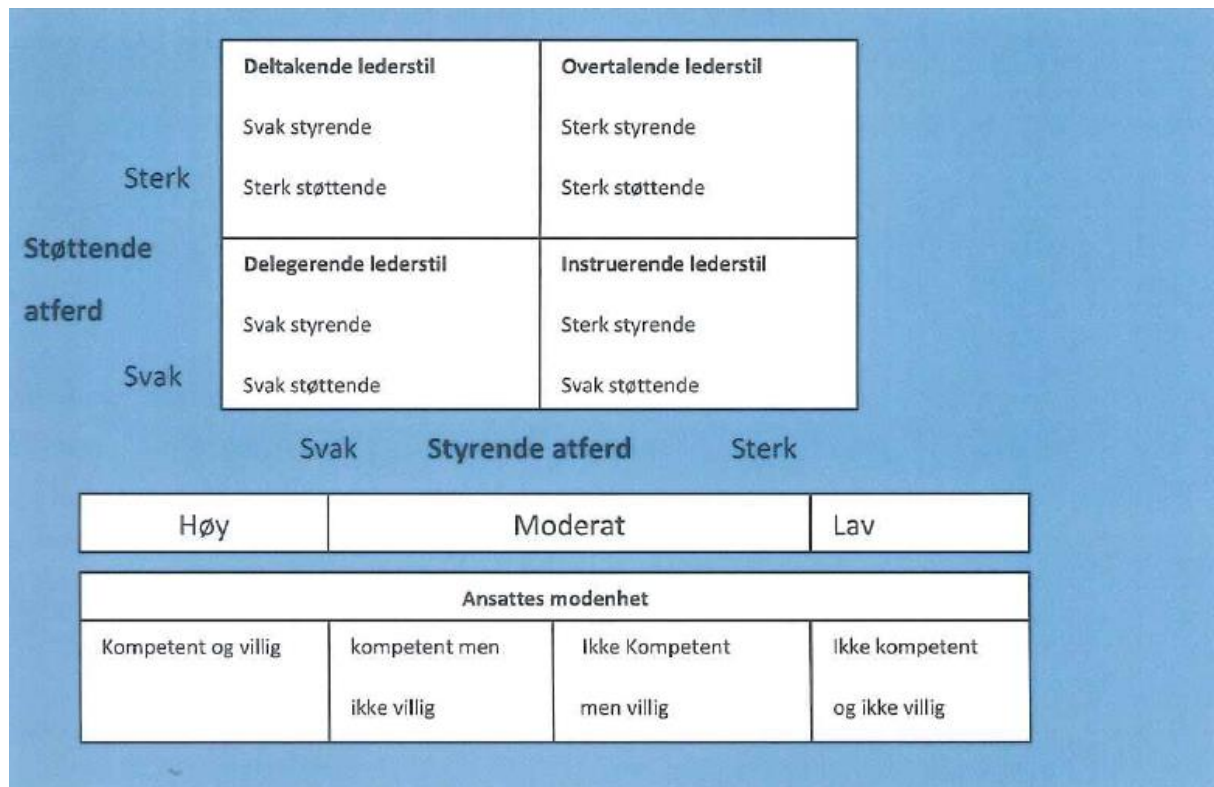 Deltakende lederstil
Svak styrende
Sterk støttende
Overtalende lederstil
Sterk styrende
Sterk støttende
Sterk
Støttende
atferd
Svak
Delegerende lederstil
Svak styrende
Svak støttende
Instruerende lederstil
Sterk styrende
Svak støttende
Svak Styrende atferd Sterk
Høy Moderat Lav
Ansattes modenhet
Kompetent og villig
kompetent men
ikke villig
Ikke Kompetent
men villig
Ikke kompetent
og ikke villig